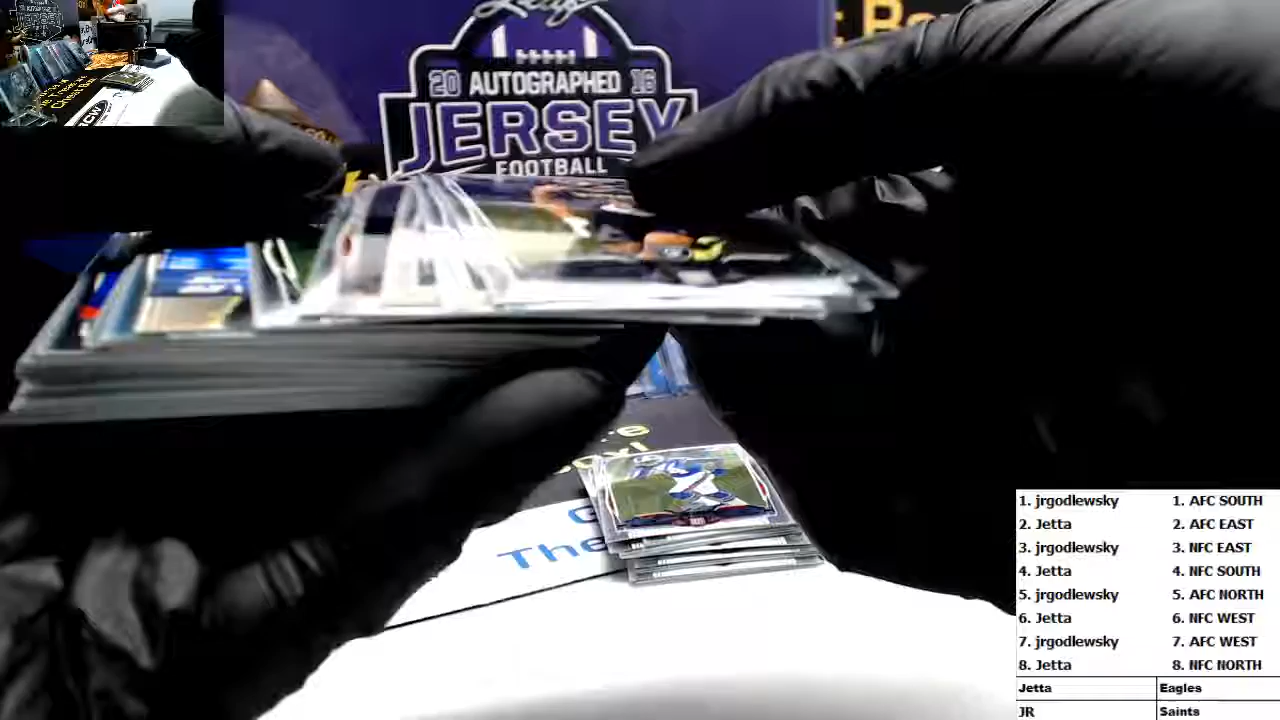 Leaf
20 AUTOGRAPHED 16
JERSEY
FOOTBALL
The
1. jrgodlewsky 1. AFC SOUTH
2. Jetta 2. AFC EAST
3. jrgodlewsky 3. NFC EAST
4. Jetta 4. NFC SOUTH
5. jrgodlewsky 5. AFC NORTH
6. Jetta 6. NFC WEST
7. jrgodlewsky 7. AFC WEST
8. Jetta 8. NFC NORTH
Jetta Eagles
JR Saints